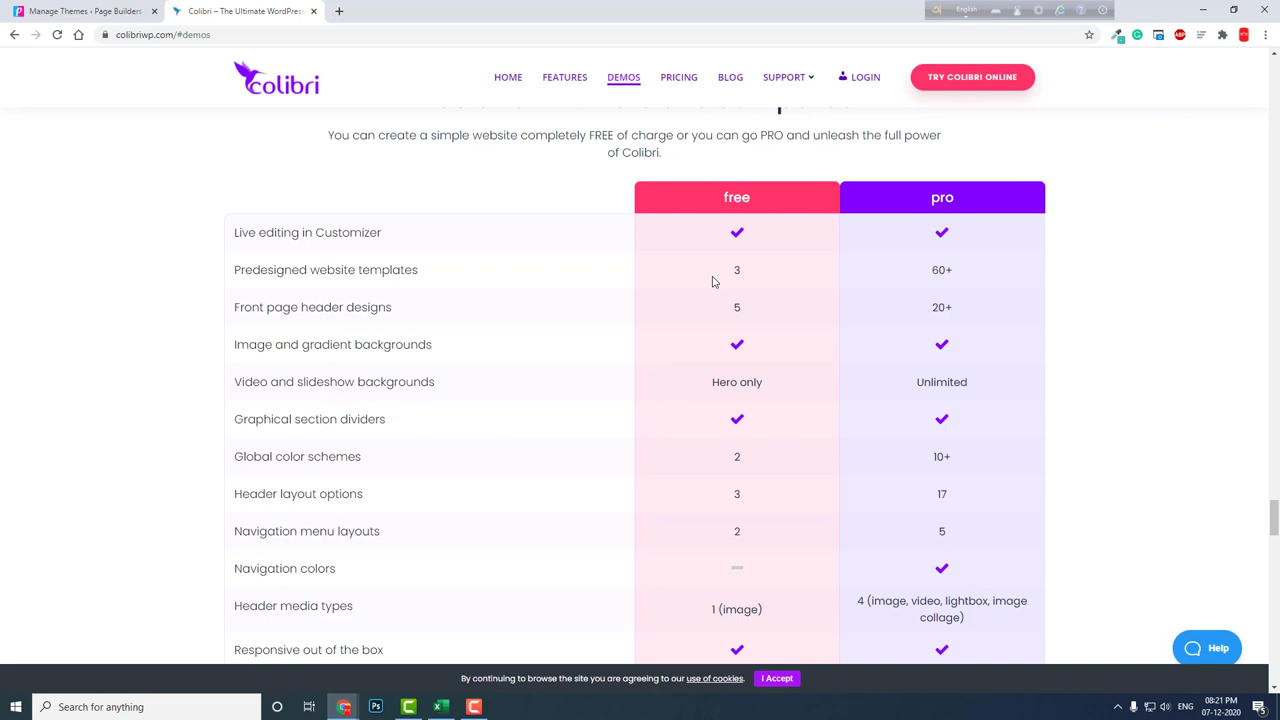 Manage Themes ‹ Page Builders
Colibri – The Ultimate WordPres
English
colibriwp.com/#demos
colibri
HOME
FEATURES
DEMOS
PRICING
BLOG
SUPPORT
LOGIN
TRY COLIBRI ONLINE
You can create a simple website completely FREE of charge or you can go PRO and unleash the full power
of Colibri.
free pro
Live editing in Customizer
Predesigned website templates 3 60+
Front page header designs 5 20+
Image and gradient backgrounds
Video and slideshow backgrounds Hero only Unlimited
Graphical section dividers
Global color schemes 2 10+
Header layout options 3 17
Navigation menu layouts 2 5
Navigation colors
Header media types 1 (image) 4 (image, video, lightbox, image
collage)
Responsive out of the box
Help
By continuing to browse the site you are agreeing to our use of cookies. I Accept
Search for anything
ENG
08:21 PM
07-12-2020
5